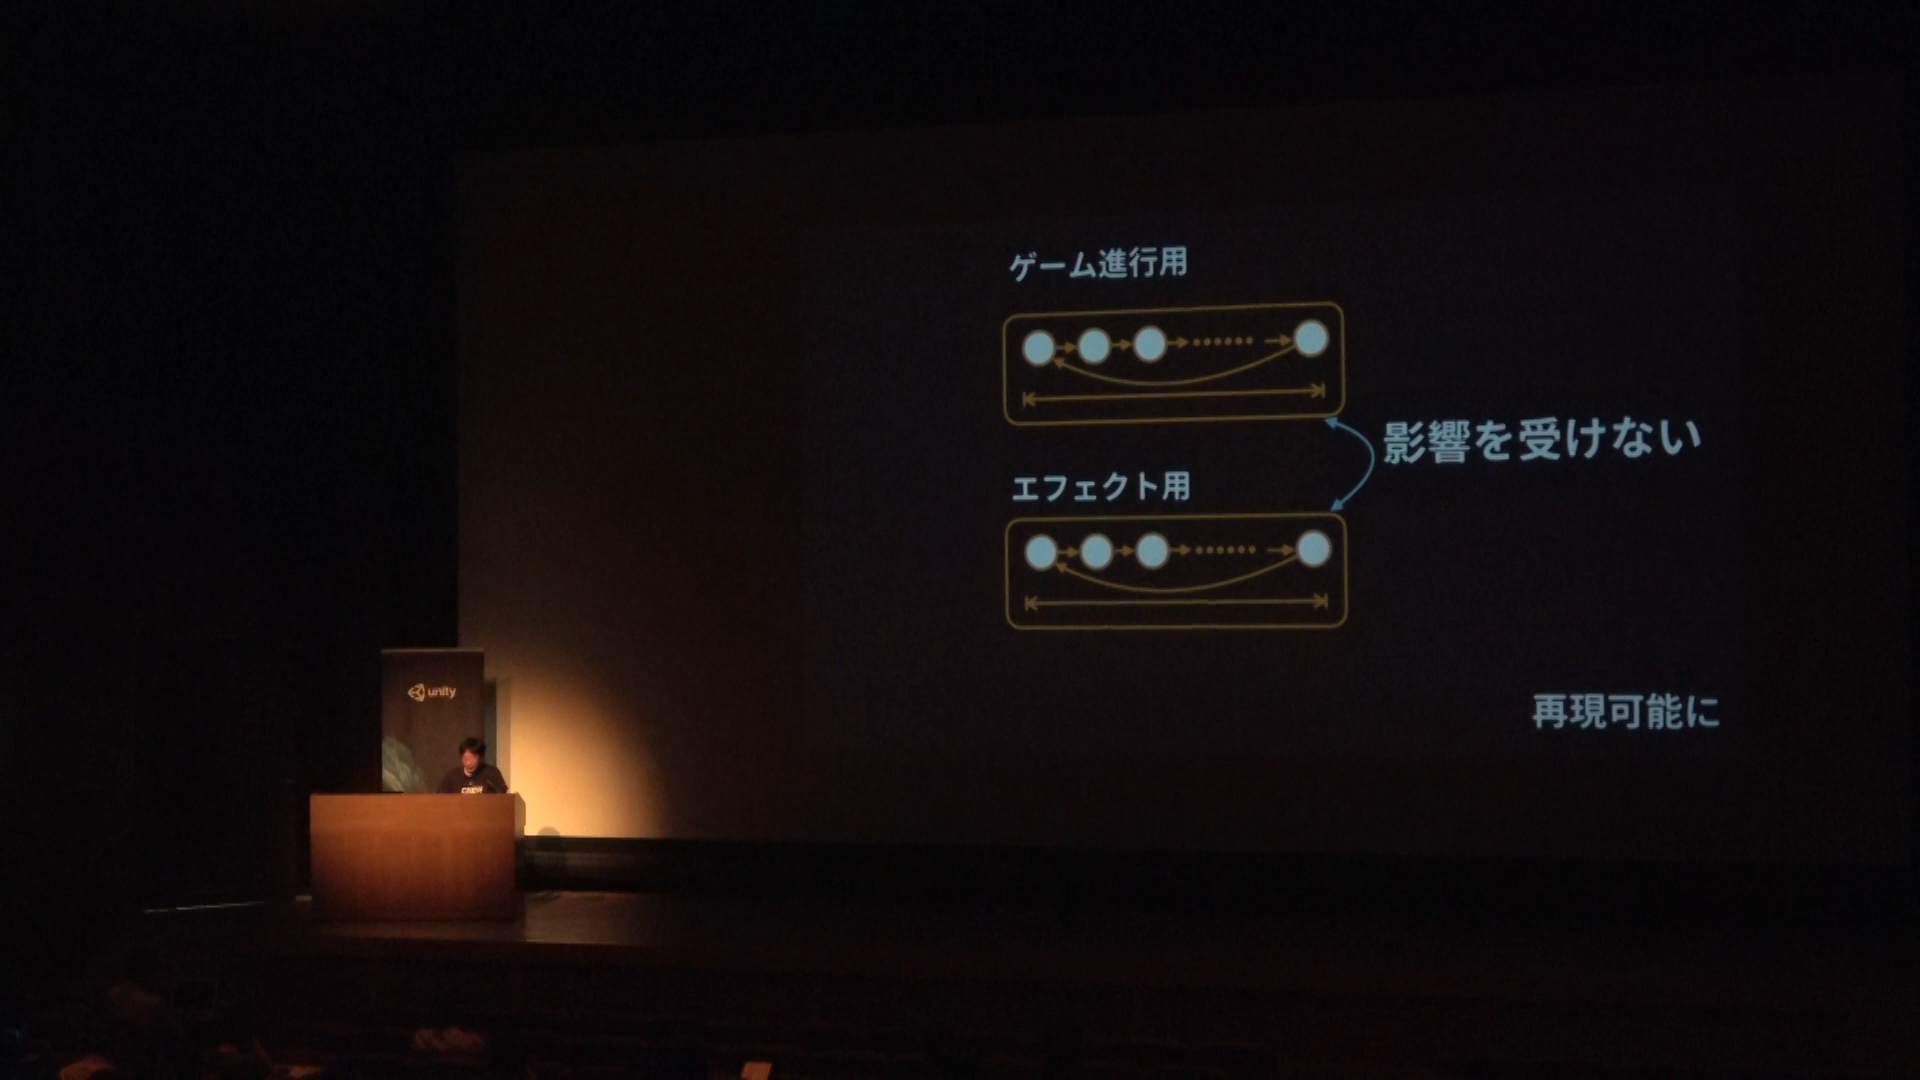 ゲーム進行用
影響を受けない
エフェクト用
再現可能に
unity